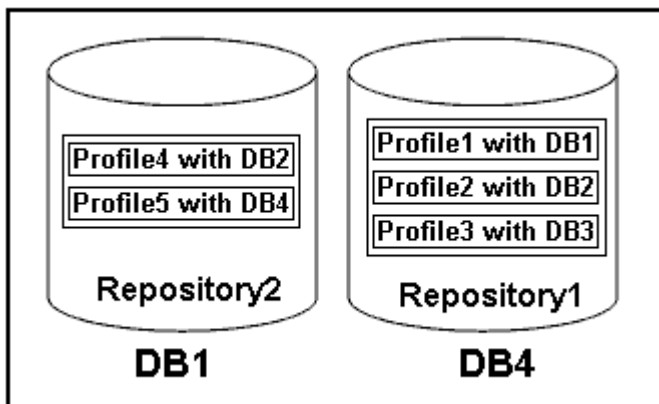 Profile4 with DB2
Profile5 with DB4
Repository2
DB1
Profile1 with DB1
Profile2 with DB2
Profile3 with DB3
Repository1
DB4